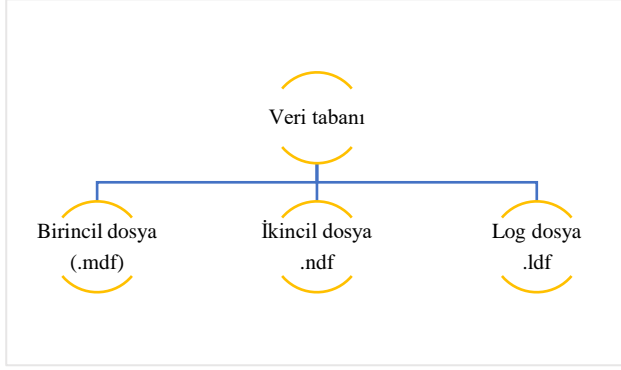 Veri tabanı
Birincil dosya
(.mdf)
İkincil dosya
.ndf
Log dosya
.ldf